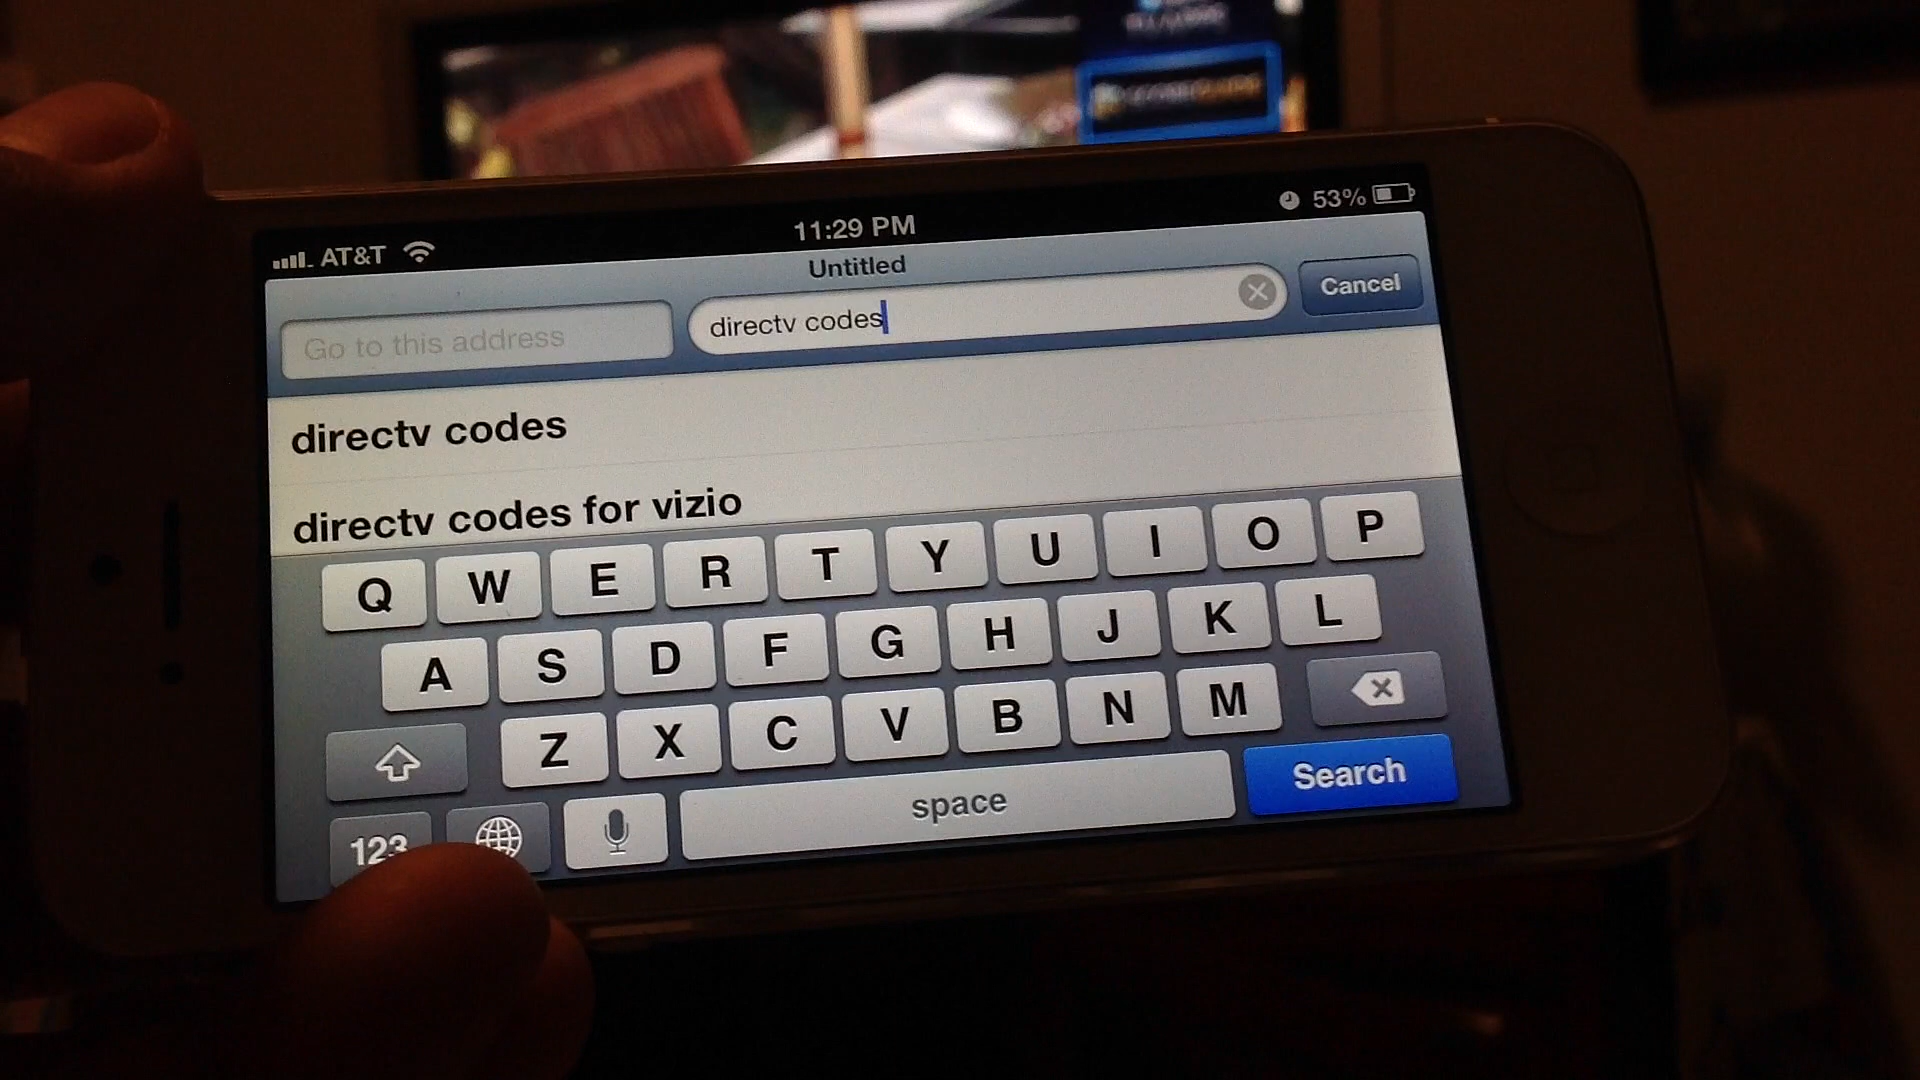 AT&T 11:29 PM 53%
Untitled
Go to this address directv codes Cancel
directv codes
directv codes for vizio
Q W E R T Y U I O P
A S D F G H J K L
Z X C V B N M
123 space Search